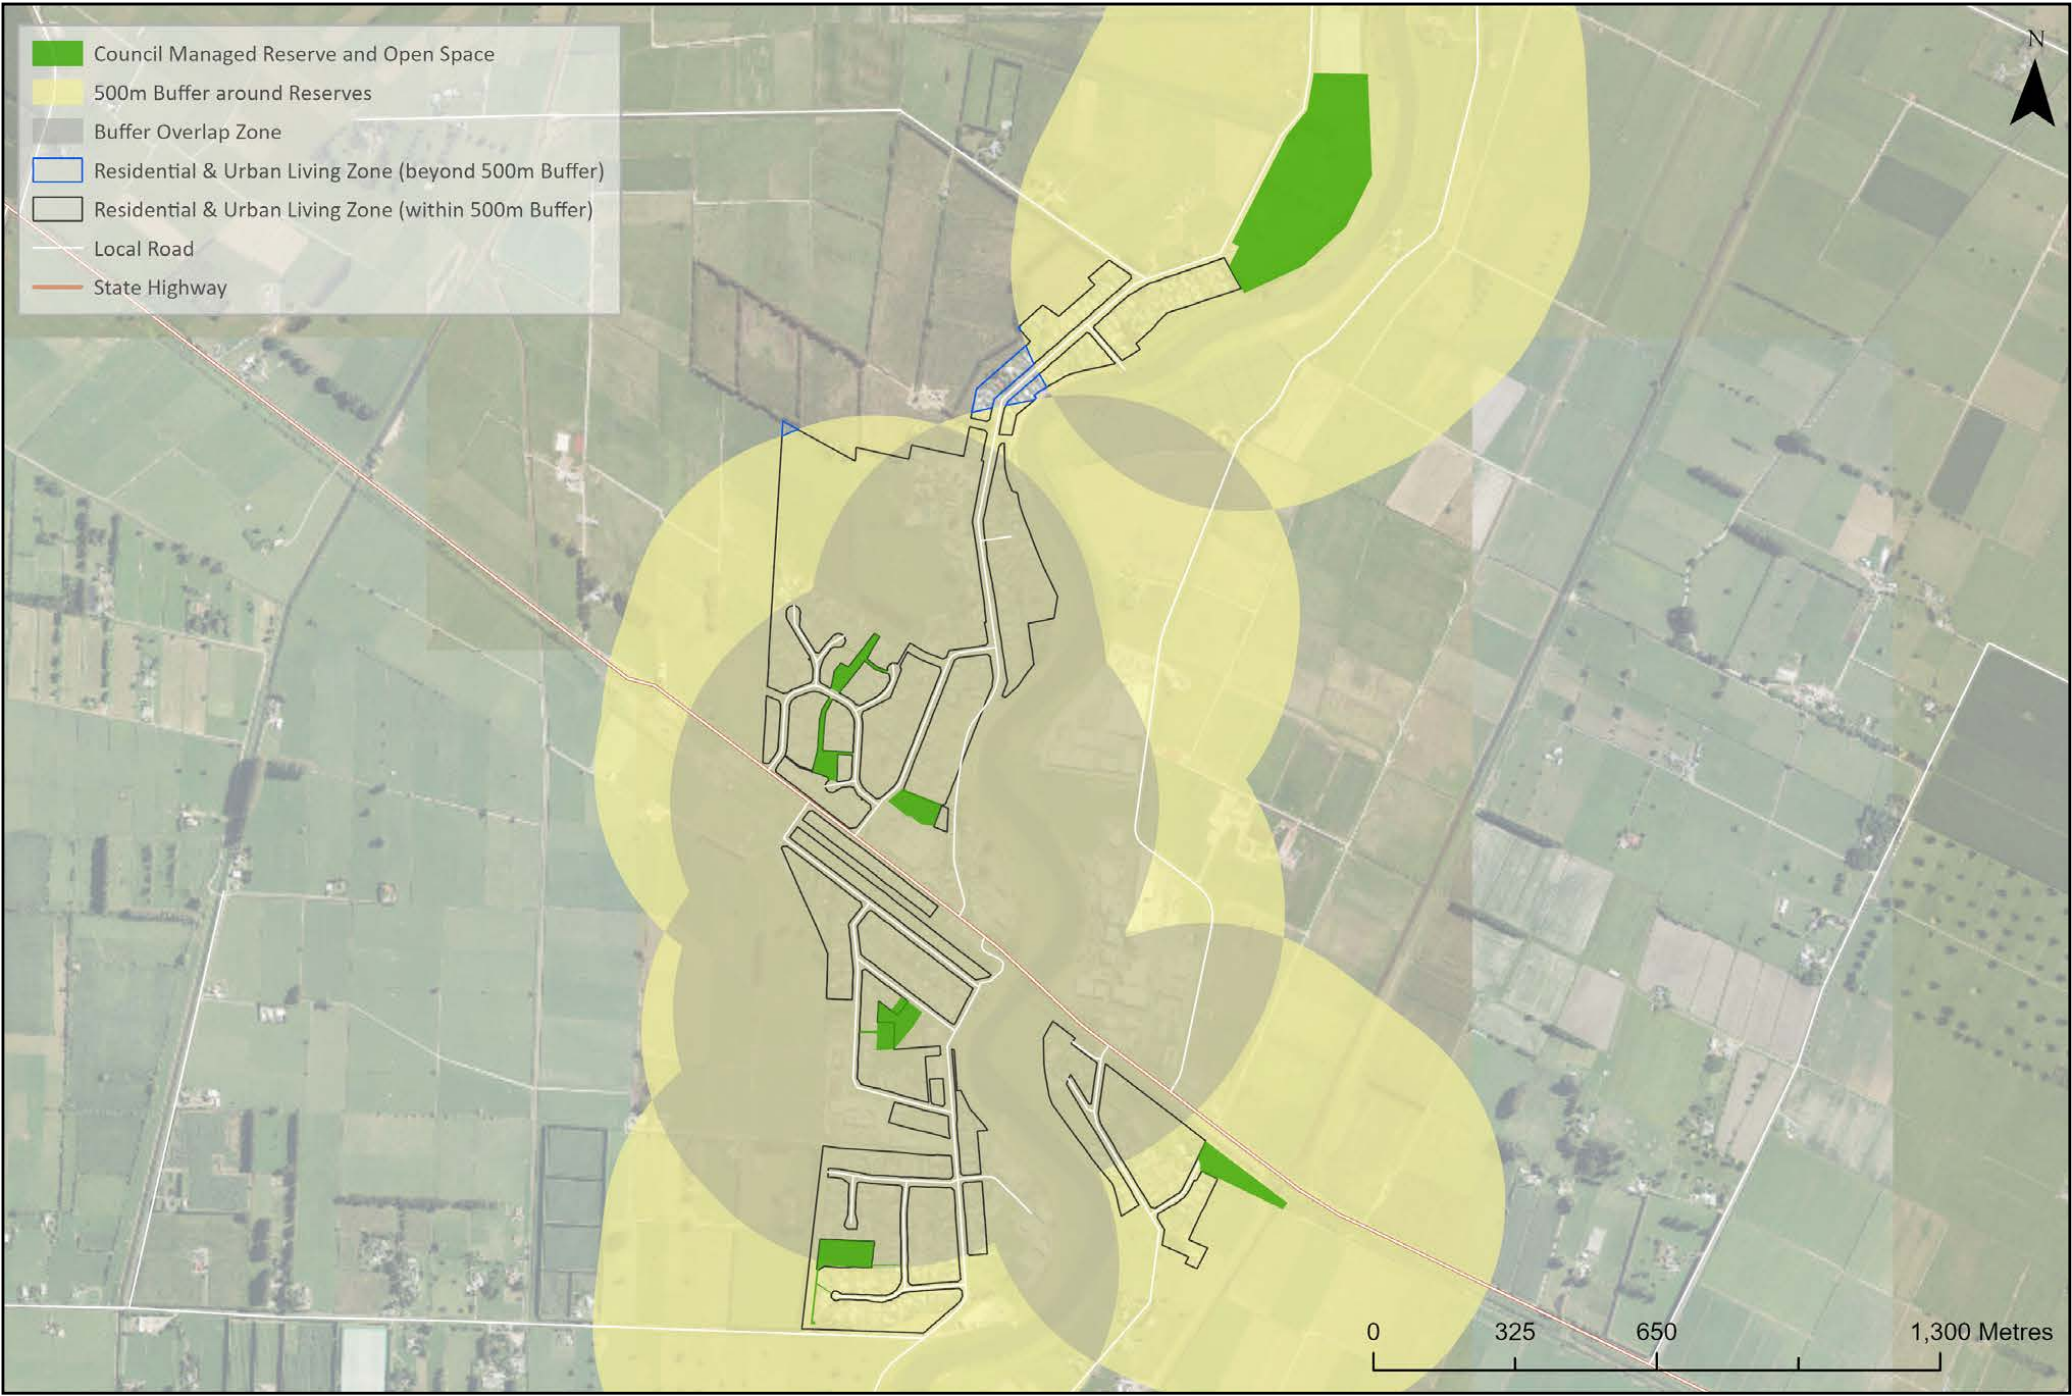 Council Managed Reserve and Open Space
500m Buffer around Reserves
Buffer Overlap Zone
Residential & Urban Living Zone (beyond 500m Buffer)
Residential & Urban Living Zone (within 500m Buffer)
Local Road
State Highway
N
0 325 650 1,300 Metres